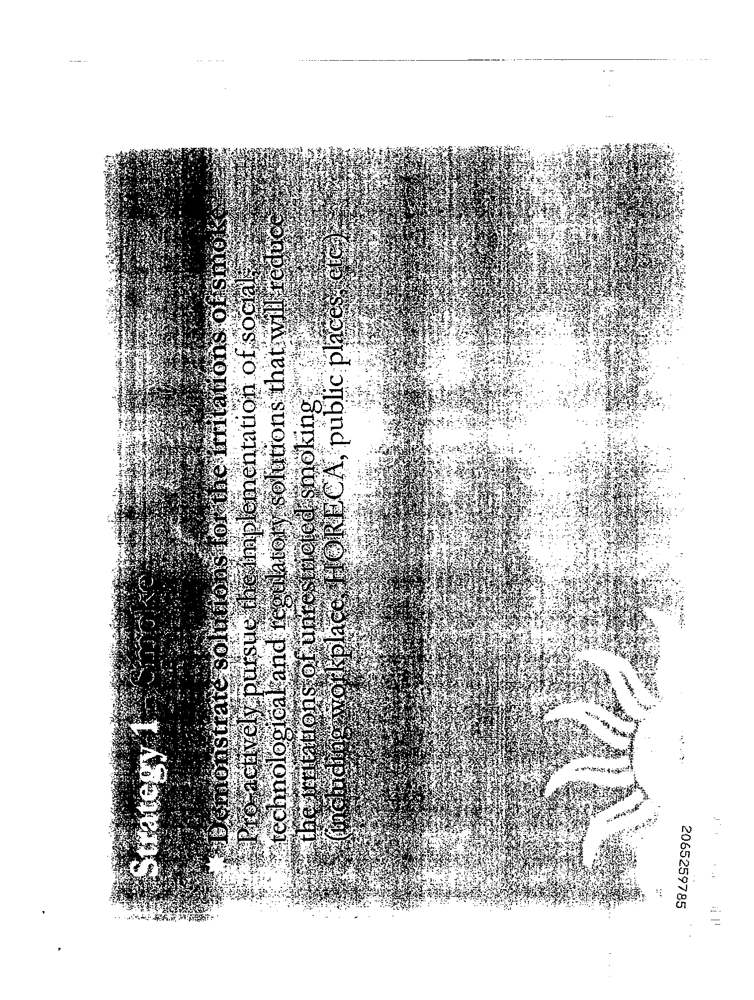 Strategy 1 - Smoke
Demonstrate solutions for the irritations of smoke
Pro-actively pursue the implementation of social,
technological and regulatory solutions that will reduce
the irritations of unrestricted smoking
(including workplace, HORECA, public places, etc.)
2065259785